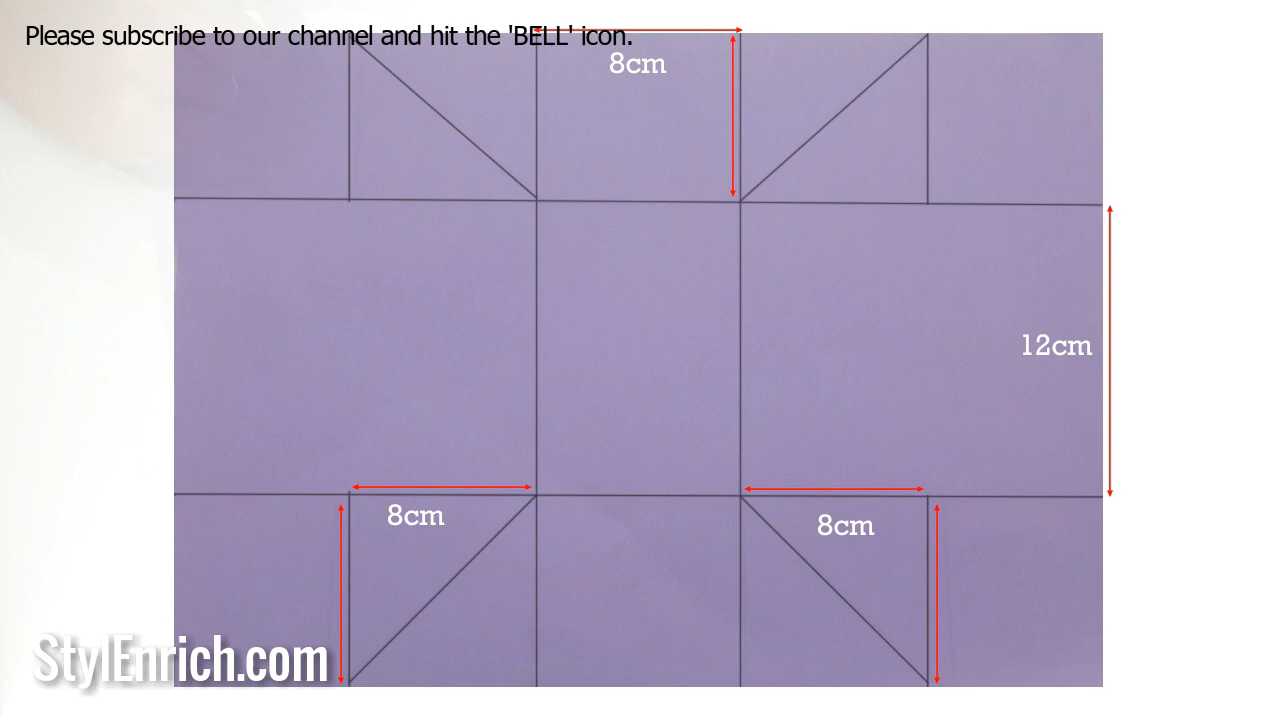 Please subscribe to our channel and hit the 'BELL' icon.
8cm
12cm
8cm
8cm
StylEnrich.com